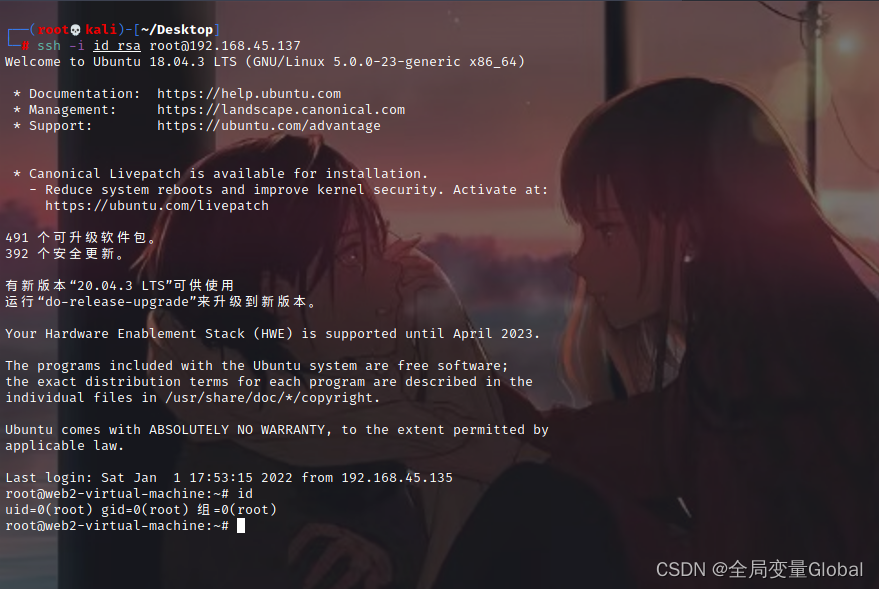 ┌──(root💀kali)-[~/Desktop]
└─# ssh -i id_rsa root@192.168.45.137
Welcome to Ubuntu 18.04.3 LTS (GNU/Linux 5.0.0-23-generic x86_64)
* Documentation:  https://help.ubuntu.com
* Management:     https://landscape.canonical.com
* Support:        https://ubuntu.com/advantage
* Canonical Livepatch is available for installation.
- Reduce system reboots and improve kernel security. Activate at:
https://ubuntu.com/livepatch
491 个可升级软件包。
392 个安全更新。
有新版本“20.04.3 LTS”可供使用
运行“do-release-upgrade”来升级到新版本。
Your Hardware Enablement Stack (HWE) is supported until April 2023.
The programs included with the Ubuntu system are free software;
the exact distribution terms for each program are described in the
individual files in /usr/share/doc/*/copyright.
Ubuntu comes with ABSOLUTELY NO WARRANTY, to the extent permitted by
applicable law.
Last login: Sat Jan  1 17:53:15 2022 from 192.168.45.135
root@web2-virtual-machine:~# id
uid=0(root) gid=0(root) 组=0(root)
root@web2-virtual-machine:~#
CSDN @全局变量Global